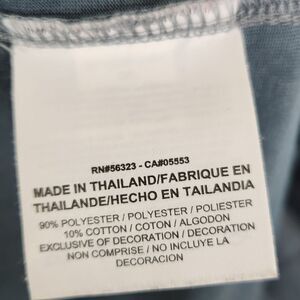 RN#56323 - CA#05553
MADE IN THAILAND/FABRIQUE EN
THAILANDE/HECHO EN TAILANDIA
90% POLYESTER / POLYESTER / POLIESTER
10% COTTON / COTON / ALGODON
EXCLUSIVE OF DECORATION / DECORATION
NON COMPRISE / NO INCLUYE LA
DECORACION